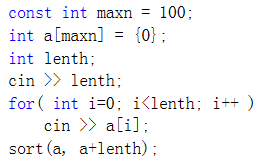 const int maxn = 100;
int a[maxn] = {0};
int lenth;
cin >> lenth;
for( int i=0; i<lenth; i++ )
    cin >> a[i];
sort(a, a+lenth);